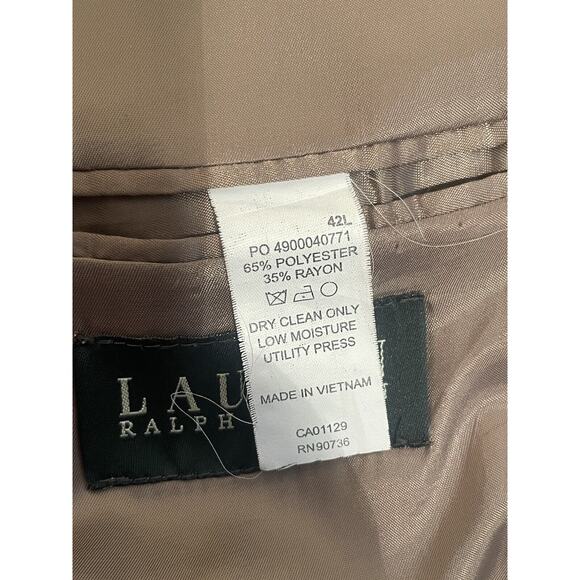 42L
PO 4900040771
65% POLYESTER
35% RAYON
DRY CLEAN ONLY
LOW MOISTURE
UTILITY PRESS
MADE IN VIETNAM
CA01129
RN90736
LAU N
RALPH